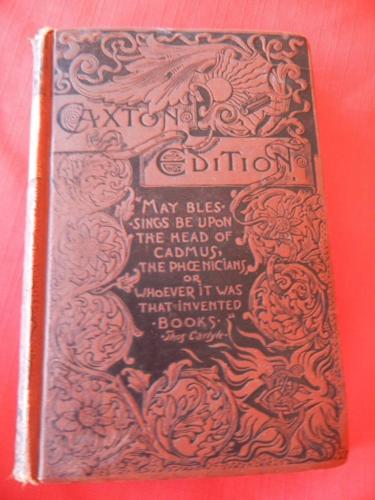 CAXTON
EDITION.
"MAY BLES-
SINGS BE UPON
THE HEAD OF
CADMUS,
THE PHŒNICIANS
OR
WHOEVER IT WAS
THAT INVENTED
BOOKS."
Thos Carlyle.